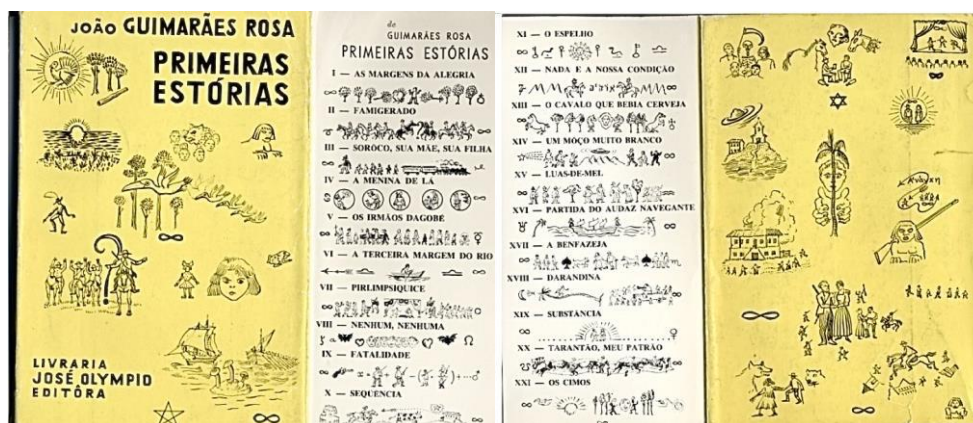 JOÃO GUIMARÃES ROSA
PRIMEIRAS
ESTÓRIAS
LIVRARIA
JOSÉ OLYMPIO
EDITÔRA
de
GUIMARÃES ROSA
PRIMEIRAS ESTÓRIAS
I — AS MARGENS DA ALEGRIA
II — FAMIGERADO
III — SORÔCO, SUA MÃE, SUA FILHA
IV — A MENINA DE LÁ
V — OS IRMÃOS DAGOBÉ
VI — A TERCEIRA MARGEM DO RIO
VII — PIRLIMPSIQUICE
VIII — NENHUM, NENHUMA
IX — FATALIDADE
X — SEQÜÊNCIA
XI — O ESPELHO
XII — NADA E A NOSSA CONDIÇÃO
XIII — O CAVALO QUE BEBIA CERVEJA
XIV — UM MOÇO MUITO BRANCO
XV — LUAS-DE-MEL
XVI — PARTIDA DO AUDAZ NAVEGANTE
XVII — A BENFAZEJA
XVIII — DARANDINA
XIX — SUBSTÂNCIA
XX — TARANTÃO, MEU PATRÃO
XXI — OS CIMOS